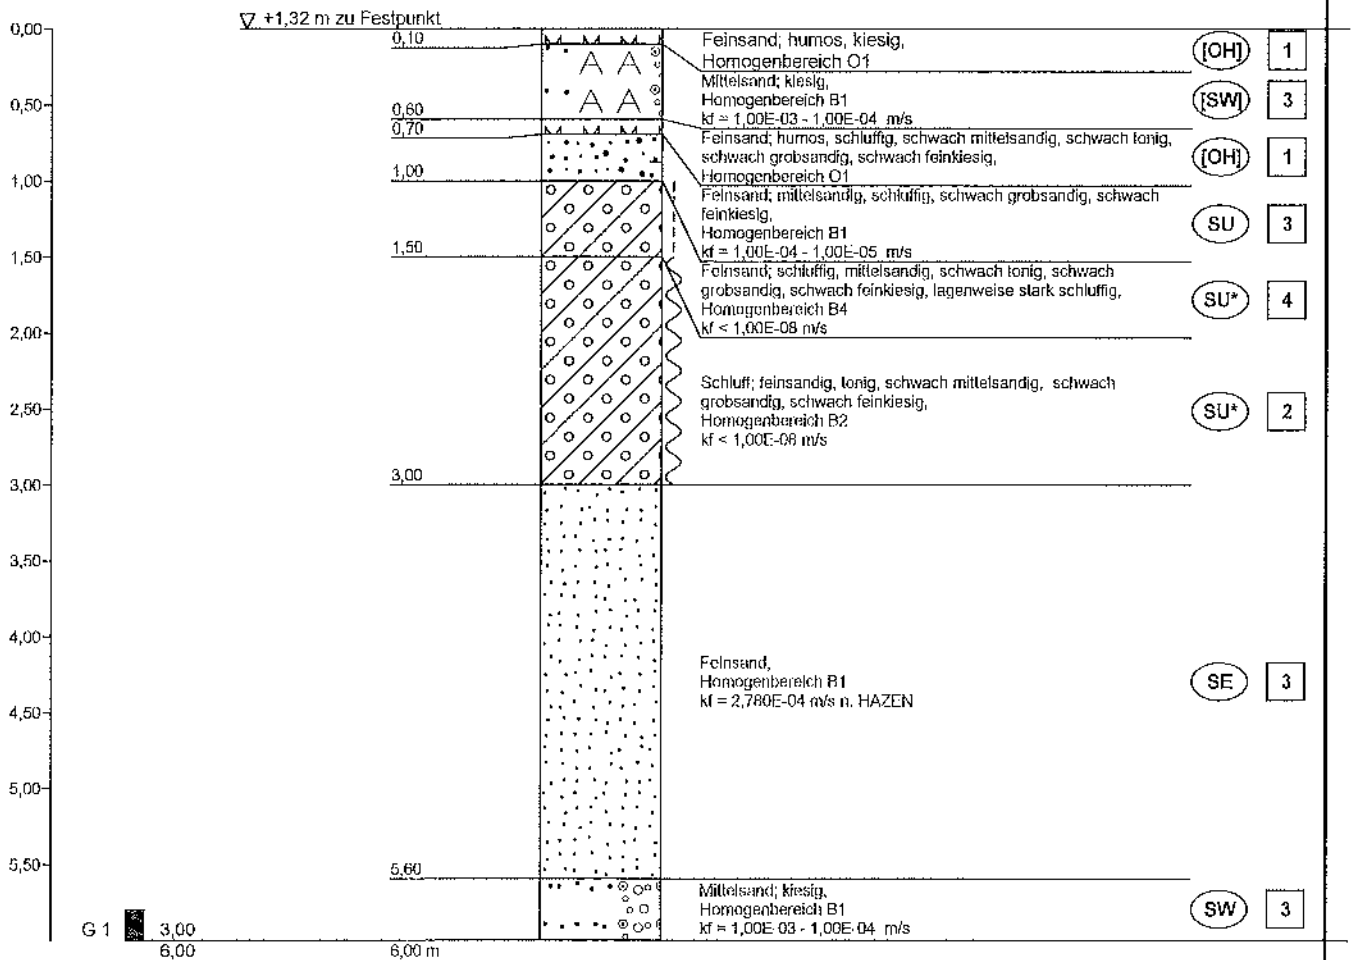 +1,32 m zu Festpunkt
0,00
0,10
Feinsand; humos, kiesig,
Homogenbereich O1
[OH] 1
Mittelsand; kiesig,
Homogenbereich B1
kf = 1,00E-03 - 1,00E-04 m/s
[SW] 3
0,50
0,60
0,70
Feinsand; humos, schluffig, schwach mittelsandig, schwach tonig,
schwach grobsandig, schwach feinkiesig,
Homogenbereich O1
[OH] 1
1,00
1,00
Feinsand; mittelsandig, schluffig, schwach grobsandig, schwach
feinkiesig,
Homogenbereich B1
kf = 1,00E-04 - 1,00E-05 m/s
SU 3
1,50
1,50
Feinsand; schluffig, mittelsandig, schwach tonig, schwach
grobsandig, schwach feinkiesig, lagenweise stark schluffig,
Homogenbereich B4
kf < 1,00E-08 m/s
SU* 4
2,00
Schluff; feinsandig, tonig, schwach mittelsandig, schwach
grobsandig, schwach feinkiesig,
Homogenbereich B2
kf < 1,00E-08 m/s
SU* 2
2,50
3,00
3,00
3,50
4,00
Feinsand,
Homogenbereich B1
kf = 2,780E-04 m/s n. HAZEN
SE 3
4,50
5,00
5,50
5,60
Mittelsand; kiesig,
Homogenbereich B1
kf = 1,00E-03 - 1,00E-04 m/s
SW 3
G 1 3,00
6,00
6,00 m